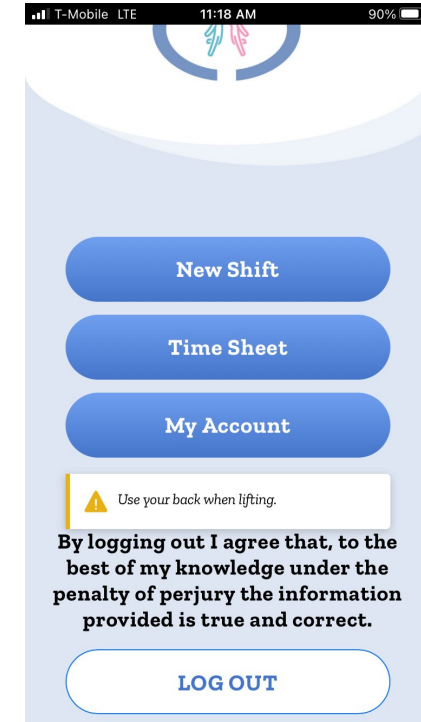 T-Mobile LTE 11:18 AM 90%
New Shift
Time Sheet
My Account
Use your back when lifting.
By logging out I agree that, to the
best of my knowledge under the
penalty of perjury the information
provided is true and correct.
LOG OUT